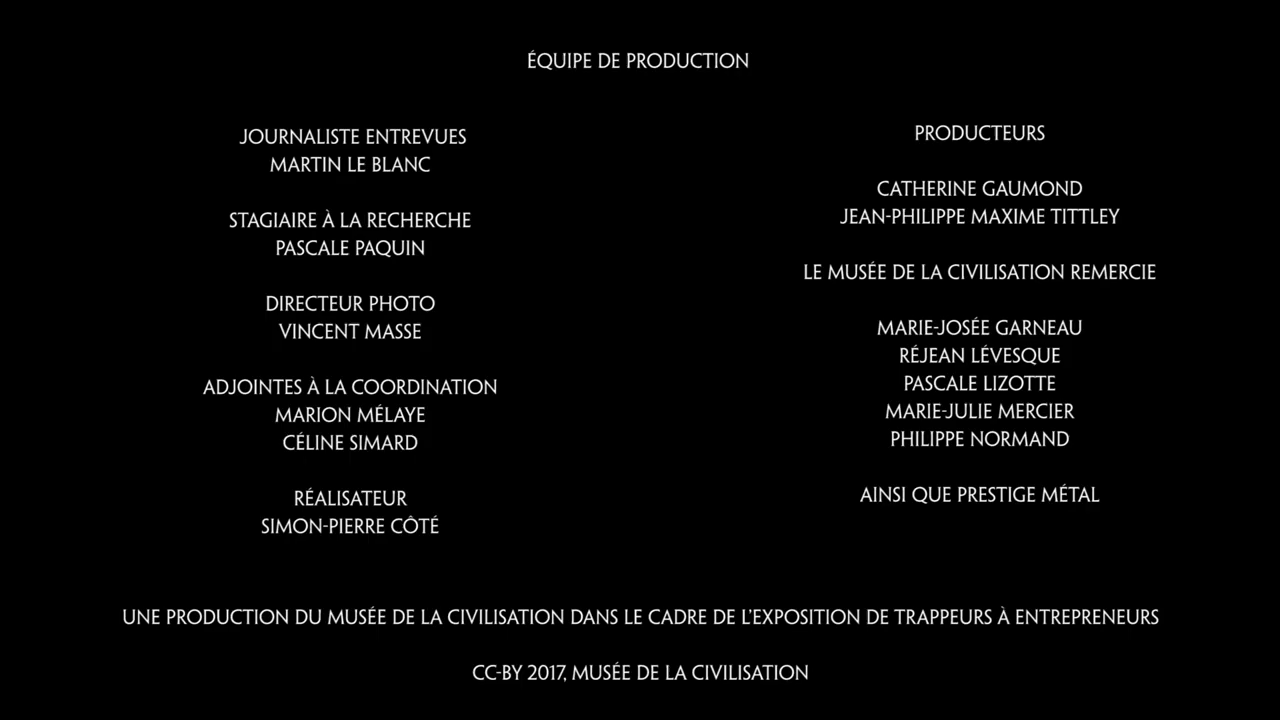 ÉQUIPE DE PRODUCTION
JOURNALISTE ENTREVUES
MARTIN LE BLANC
STAGIAIRE À LA RECHERCHE
PASCALE PAQUIN
DIRECTEUR PHOTO
VINCENT MASSE
ADJOINTES À LA COORDINATION
MARION MÉLAYE
CÉLINE SIMARD
RÉALISATEUR
SIMON-PIERRE CÔTÉ
PRODUCTEURS
CATHERINE GAUMOND
JEAN-PHILIPPE MAXIME TITTLEY
LE MUSÉE DE LA CIVILISATION REMERCIE
MARIE-JOSÉE GARNEAU
RÉJEAN LÉVESQUE
PASCALE LIZOTTE
MARIE-JULIE MERCIER
PHILIPPE NORMAND
AINSI QUE PRESTIGE MÉTAL
UNE PRODUCTION DU MUSÉE DE LA CIVILISATION DANS LE CADRE DE L'EXPOSITION DE TRAPPEURS À ENTREPRENEURS
CC-BY 2017, MUSÉE DE LA CIVILISATION